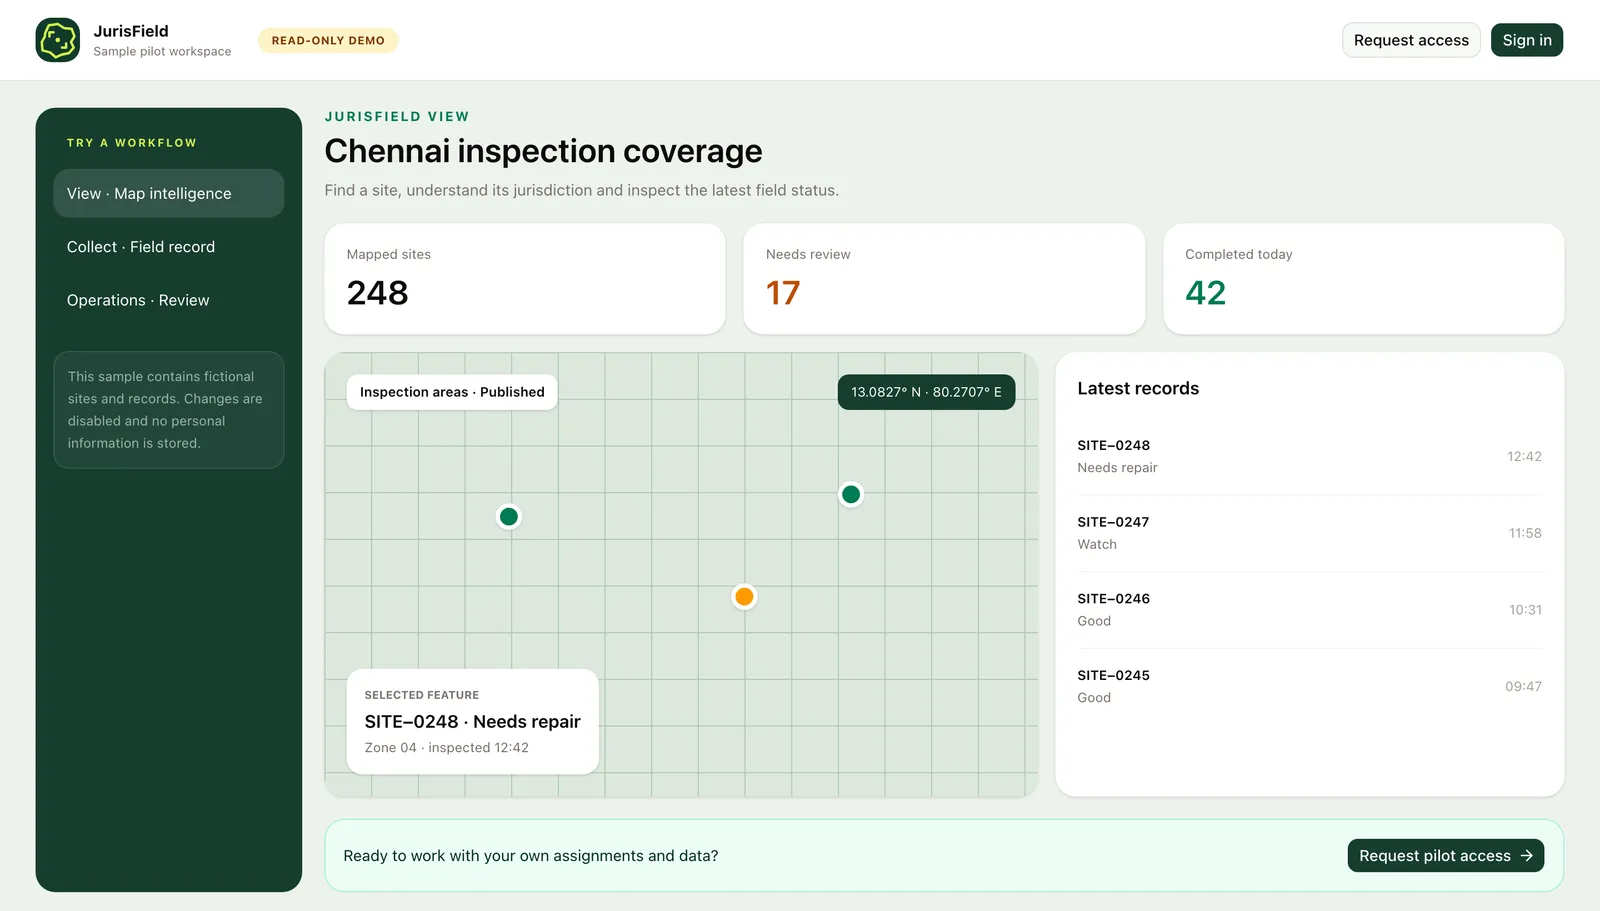 JurisField
Sample pilot workspace
READ-ONLY DEMO
Request access
Sign in
TRY A WORKFLOW
View · Map intelligence
Collect · Field record
Operations · Review
This sample contains fictional
sites and records. Changes are
disabled and no personal
information is stored.
JURISFIELD VIEW
Chennai inspection coverage
Find a site, understand its jurisdiction and inspect the latest field status.
Mapped sites
248
Needs review
17
Completed today
42
Inspection areas · Published
13.0827° N · 80.2707° E
SELECTED FEATURE
SITE–0248 · Needs repair
Zone 04 · inspected 12:42
Latest records
SITE–0248
Needs repair
12:42
SITE–0247
Watch
11:58
SITE–0246
Good
10:31
SITE–0245
Good
09:47
Ready to work with your own assignments and data?
Request pilot access →